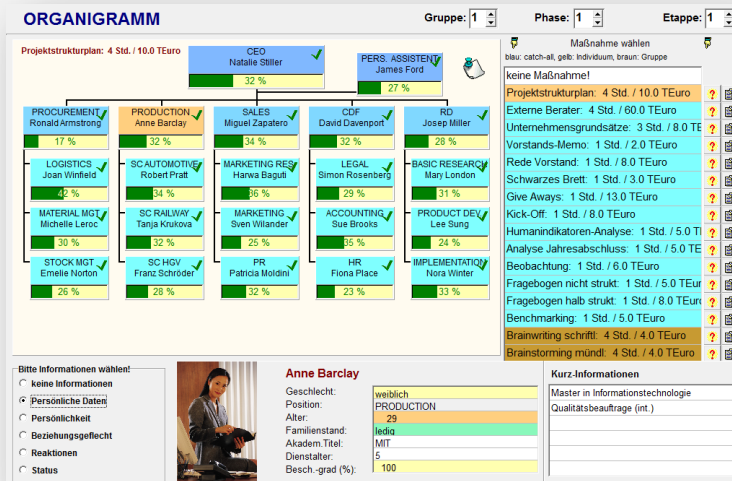 ORGANIGRAMM
Gruppe: 1
Phase: 1
Etappe: 1
Projektstrukturplan: 4 Std. / 10.0 TEuro
CEO
Natalie Stiller
32 %
PERS. ASSISTENT
James Ford
27 %
PROCUREMENT
Ronald Armstrong
17 %
PRODUCTION
Anne Barclay
32 %
SALES
Miguel Zapatero
34 %
CDF
David Davenport
32 %
RD
Josep Miller
28 %
LOGISTICS
Joan Winfield
42 %
SC AUTOMOTIVE
Robert Pratt
34 %
MARKETING RES
Harwa Baguti
36 %
LEGAL
Simon Rosenberg
29 %
BASIC RESEARCH
Mary London
31 %
MATERIAL MGT
Michelle Leroc
30 %
SC RAILWAY
Tanja Krukova
32 %
MARKETING
Sven Wilander
25 %
ACCOUNTING
Sue Brooks
35 %
PRODUCT DEV.
Lee Sung
24 %
STOCK MGT
Emelie Norton
26 %
SC HGV
Franz Schröder
28 %
PR
Patricia Moldini
32 %
HR
Fiona Place
23 %
IMPLEMENTATION
Nora Winter
33 %
Maßnahme wählen
blau: catch-all, gelb: Individuum, braun: Gruppe
keine Maßnahme!
Projektstrukturplan: 4 Std. / 10.0 TEuro
Externe Berater: 4 Std. / 60.0 TEuro
Unternehmensgrundsätze: 3 Std. / 8.0 TE
Vorstands-Memo: 1 Std. / 2.0 TEuro
Rede Vorstand: 1 Std. / 8.0 TEuro
Schwarzes Brett: 1 Std. / 3.0 TEuro
Give Aways: 1 Std. / 13.0 TEuro
Kick-Off: 1 Std. / 8.0 TEuro
Humanindikatoren-Analyse: 1 Std. / 5.0 TI
Analyse Jahresabschluss: 1 Std. / 5.0 TE
Beobachtung: 1 Std. / 6.0 TEuro
Fragebogen nicht strukt: 1 Std. / 5.0 TEu
Fragebogen halb strukt: 1 Std. / 8.0 TEur
Benchmarking: 1 Std. / 5.0 TEuro
Brainwriting schriftl: 4 Std. / 4.0 TEuro
Brainstorming mündl: 4 Std. / 4.0 TEuro
Bitte Informationen wählen!
keine Informationen
Persönliche Daten
Persönlichkeit
Beziehungsgeflecht
Reaktionen
Status
Anne Barclay
Geschlecht: weiblich
Position: PRODUCTION
Alter: 29
Familienstand: ledig
Akadem.Titel: MIT
Dienstalter: 5
Besch.-grad (%): 100
Kurz-Informationen
Master in Informationstechnologie
Qualitätsbeauftrage (int.)